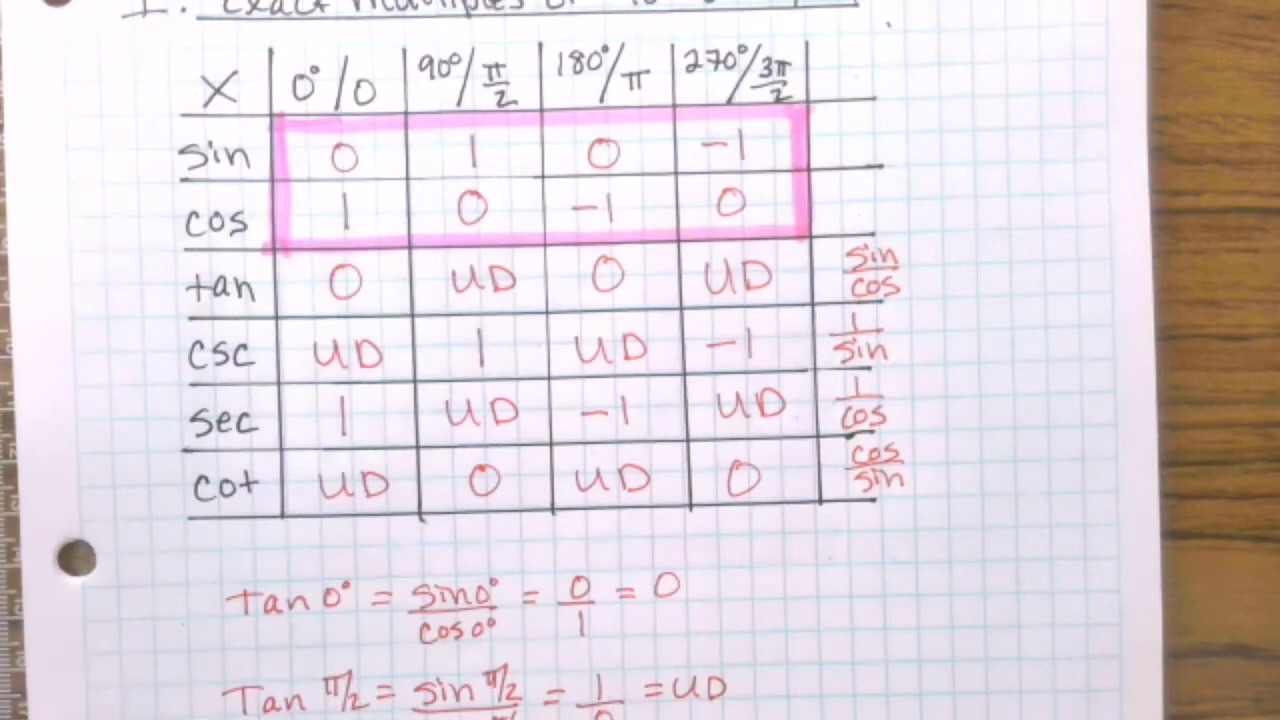 I. Exact Multiples of
X 0°/0 90°/π/2 180°/π 270°/3π/2
sin 0 1 0 -1
cos 1 0 -1 0
tan 0 UD 0 UD sin/cos
csc UD 1 UD -1 1/sin
sec 1 UD -1 UD 1/cos
cot UD 0 UD 0 cos/sin
tan 0° = sin0°/cos0° = 0/1 = 0
Tan π/2 = sin π/2 / = 1/0 = UD